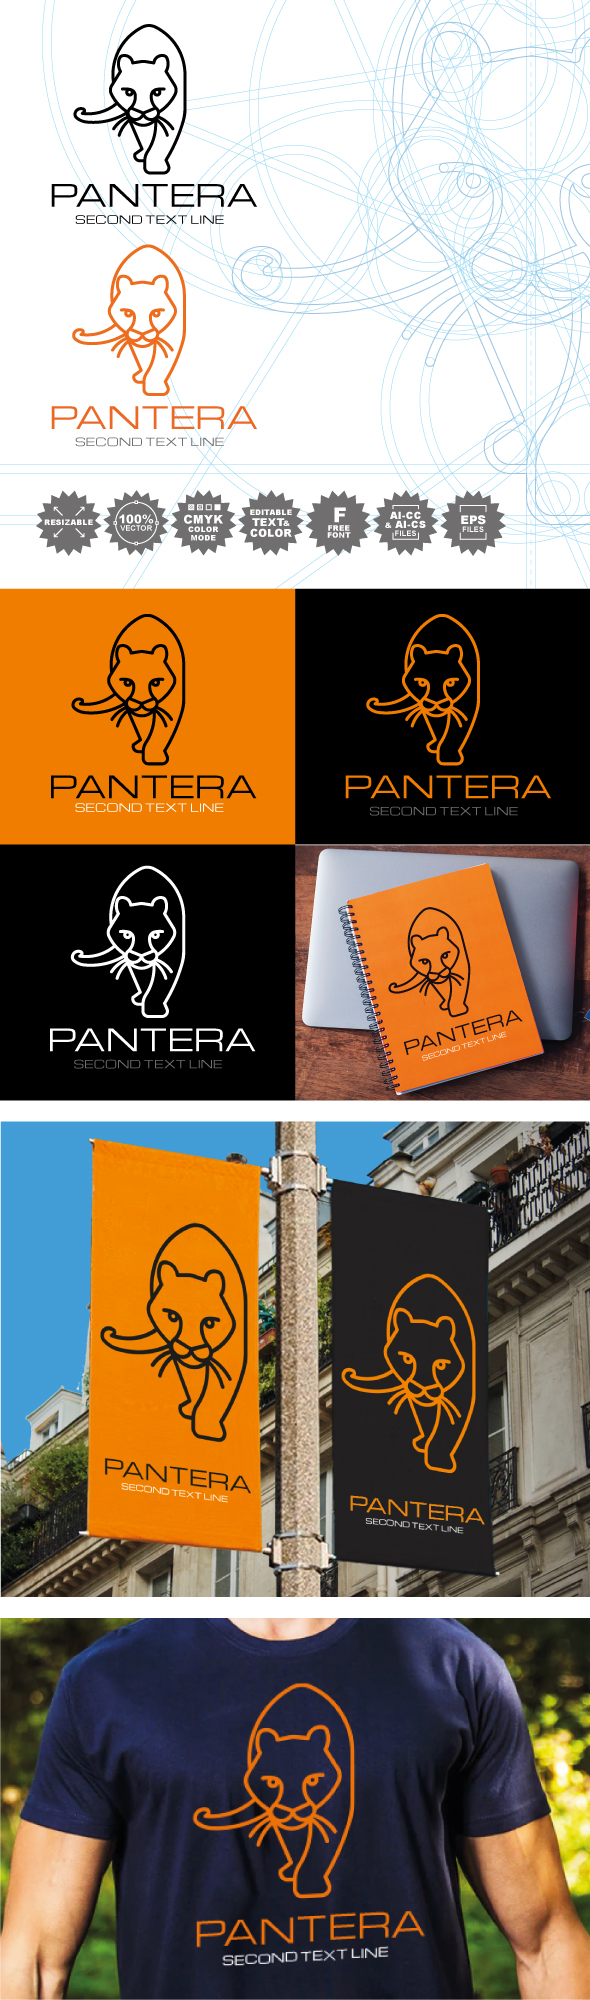 PANTERA
SECOND TEXT LINE
PANTERA
SECOND TEXT LINE
RESIZABLE
100%
VECTOR
CMYK
COLOR
MODE
EDITABLE
TEXT&
COLOR
F
FREE
FONT
AI-CC
& AI-CS
FILES
EPS
FILES
PANTERA
SECOND TEXT LINE
PANTERA
SECOND TEXT LINE
PANTERA
SECOND TEXT LINE
PANTERA
SECOND TEXT LINE
PANTERA
SECOND TEXT LINE
PANTERA
SECOND TEXT LINE
PANTERA
SECOND TEXT LINE